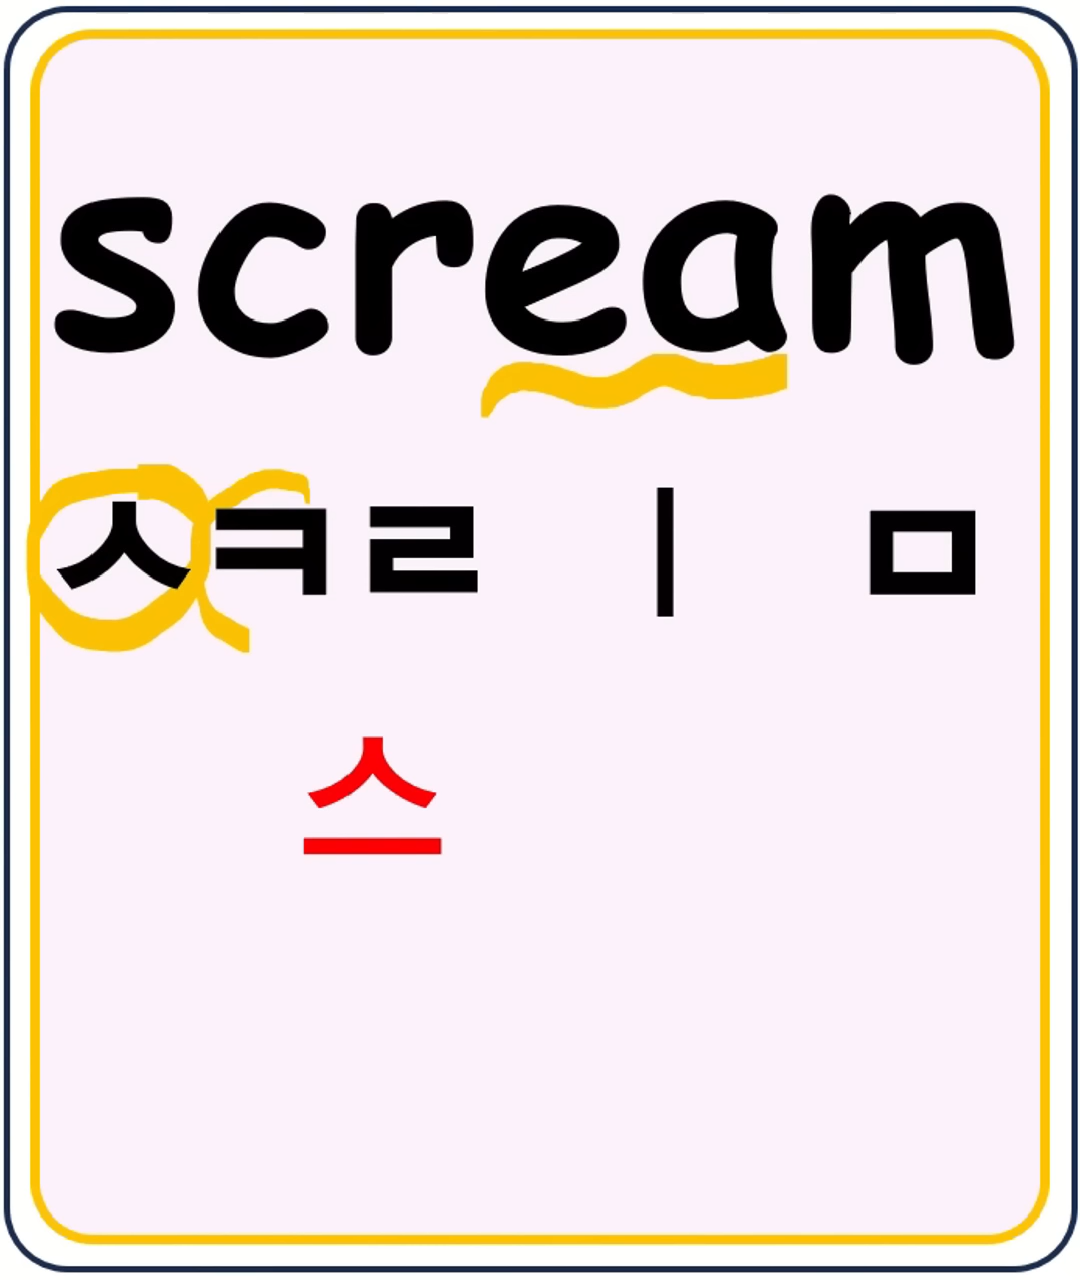 scream
ㅅㅋㄹ ㅣ ㅁ
스